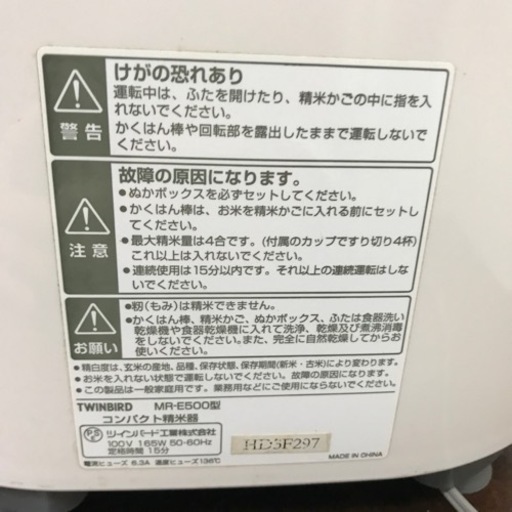 けがの恐れあり
運転中は、ふたを開けたり、精米かごの中に指を入
れないでください。
かくはん棒や回転部を露出したままで運転しないで
ください。
警告
故障の原因になります。
●ぬかボックスを必ずセットしてください。
●かくはん棒は、お米を精米かごに入れる前にセットし
てください。
●最大精米量は4合です。(付属のカップですり切り4杯)
これ以上は入れないでください。
●連続使用は15分以内です。それ以上の連続運転はしな
いでください。
注意
●籾(もみ)は精米できません。
●かくはん棒、精米かご、ぬかボックス、ふたは食器洗い
乾燥機や食器乾燥機に入れて洗浄、乾燥及び煮沸消毒
をしないでください。また、完全に自然乾燥してからお
使いください。
お願い
●精白度は、玄米の産地、品種、保存状態、保存期間(新米・古米)により変わります。
●お米を入れない状態で運転しないでください。故障の原因になります。
●この製品は一般家庭用です。業務用などにご使用にならないでください。
TWINBIRD MR-E500型
コンパクト精米器
PS ツインバード工業株式会社
100V 165W 50-60Hz
定格時間 15分
電流ヒューズ 6.3A 温度ヒューズ136℃
HD5F297
MADE IN CHINA